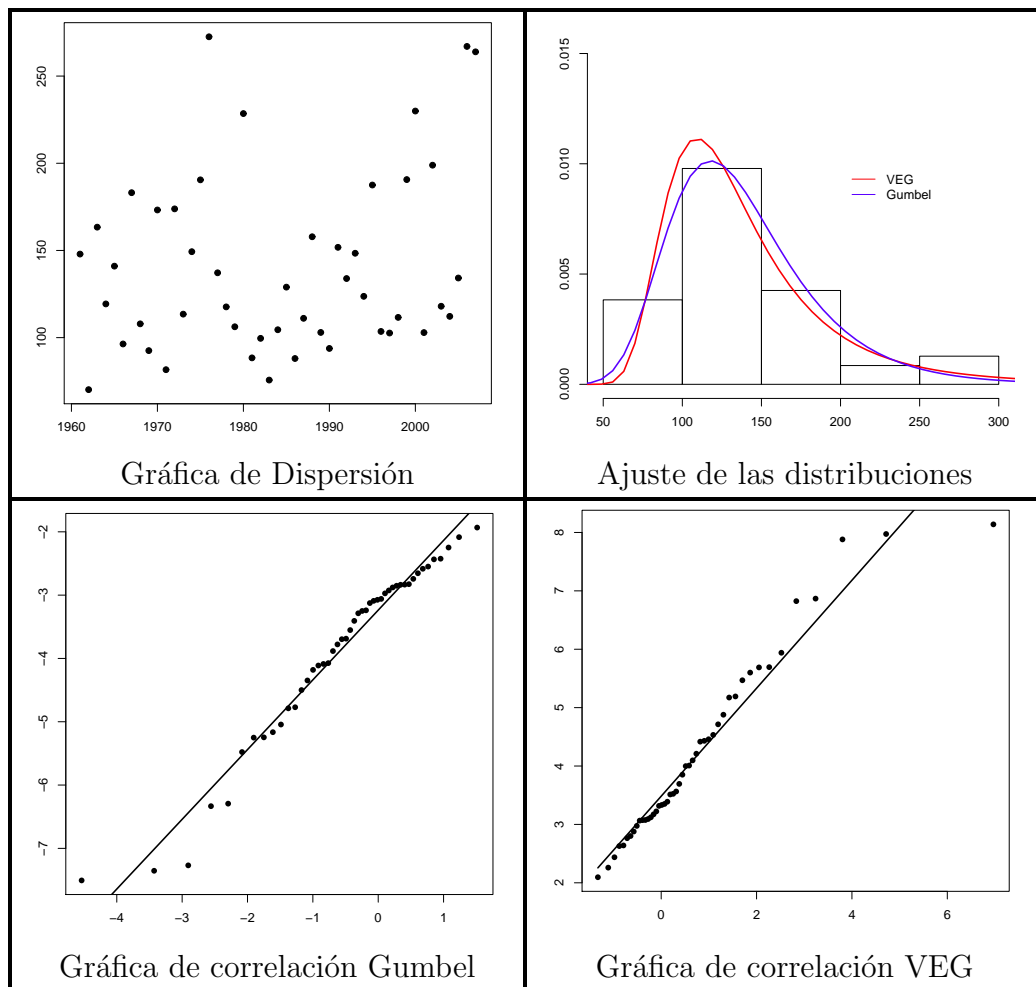 250
200
150
100
1960 1970 1980 1990 2000
Gráfica de Dispersión
0.015
0.010
0.005
0.000
50 100 150 200 250 300
VEG
Gumbel
Ajuste de las distribuciones
−2
−3
−4
−5
−6
−7
−4 −3 −2 −1 0 1
Gráfica de correlación Gumbel
8
7
6
5
4
3
2
0 2 4 6
Gráfica de correlación VEG